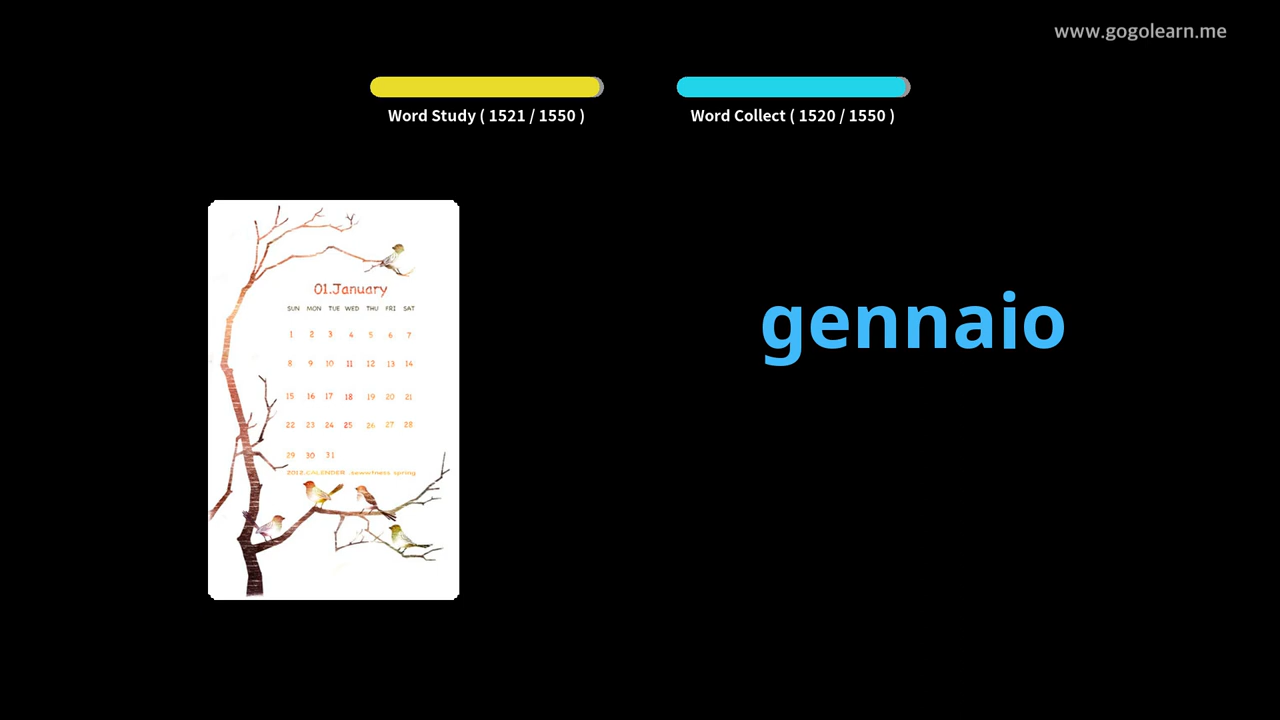 www.gogolearn.me
Word Study ( 1521 / 1550 )
Word Collect ( 1520 / 1550 )
01.January
SUN MON TUE WED THU FRI SAT
1 2 3 4 5 6 7
8 9 10 11 12 13 14
15 16 17 18 19 20 21
22 23 24 25 26 27 28
29 30 31
CALENDER
spring
gennaio